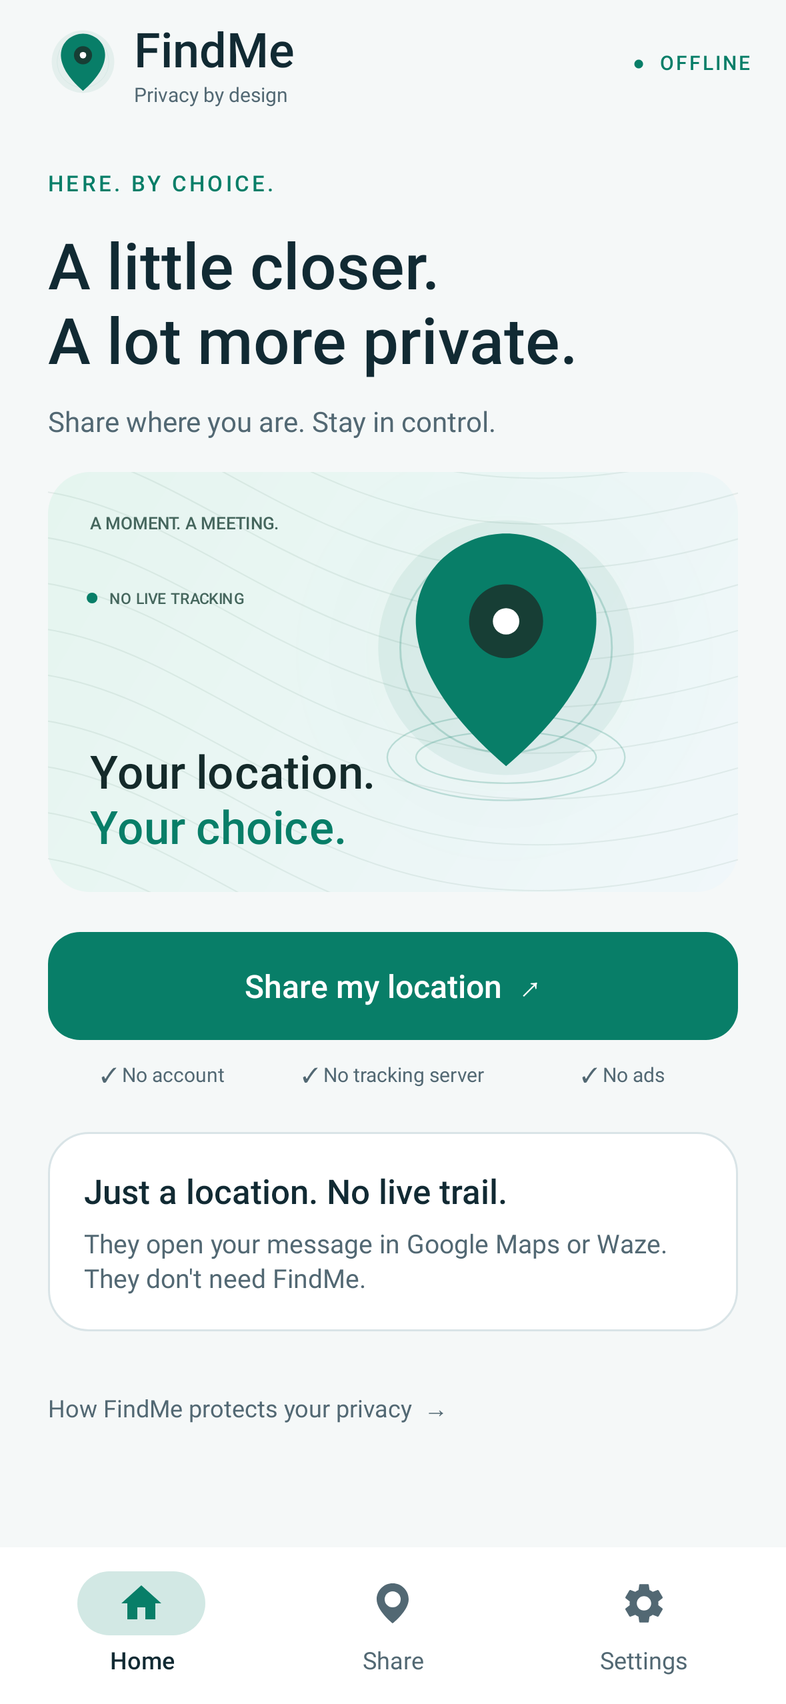 FindMe
Privacy by design
OFFLINE
HERE. BY CHOICE.
A little closer.
A lot more private.
Share where you are. Stay in control.
A MOMENT. A MEETING.
NO LIVE TRACKING
Your location.
Your choice.
Share my location ↗
✓ No account ✓ No tracking server ✓ No ads
Just a location. No live trail.
They open your message in Google Maps or Waze.
They don't need FindMe.
How FindMe protects your privacy →
Home Share Settings